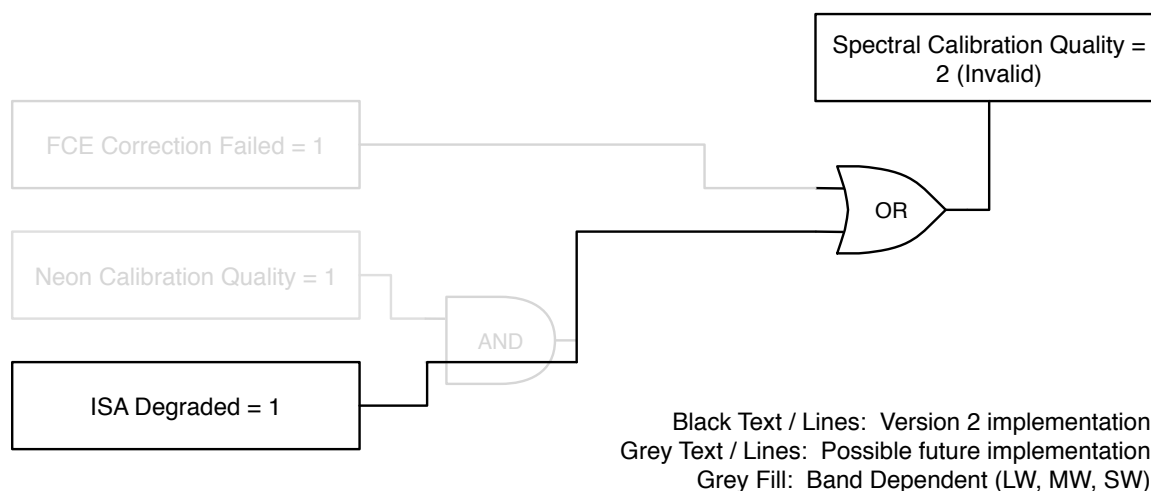 Spectral Calibration Quality =
2 (Invalid)
FCE Correction Failed = 1
OR
Neon Calibration Quality = 1
AND
ISA Degraded = 1
Black Text / Lines:  Version 2 implementation
Grey Text / Lines:  Possible future implementation
Grey Fill:  Band Dependent (LW, MW, SW)